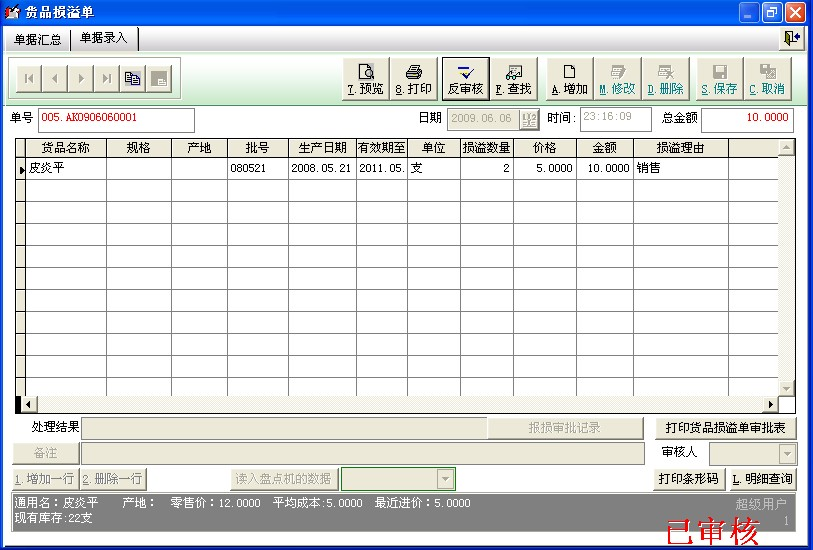 货品损溢单
单据汇总 单据录入
7.预览 8.打印 反审核 F.查找 A.增加 M.修改 D.删除 S.保存 C.取消
单号 005.AK0906060001 日期 2009.06.06 12 时间: 23:16:09 总金额 10.0000
货品名称 规格 产地 批号 生产日期 有效期至 单位 损溢数量 价格 金额 损溢理由
皮炎平 080521 2008.05.21 2011.05. 支 2 5.0000 10.0000 销售
处理结果 报损审批记录 打印货品损溢单审批表
备注 审核人
1.增加一行 2.删除一行 读入盘点机的数据 打印条形码 L.明细查询
通用名:皮炎平 产地: 零售价:12.0000 平均成本:5.0000 最近进价:5.0000 超级用户
现有库存:22支 1
已审核